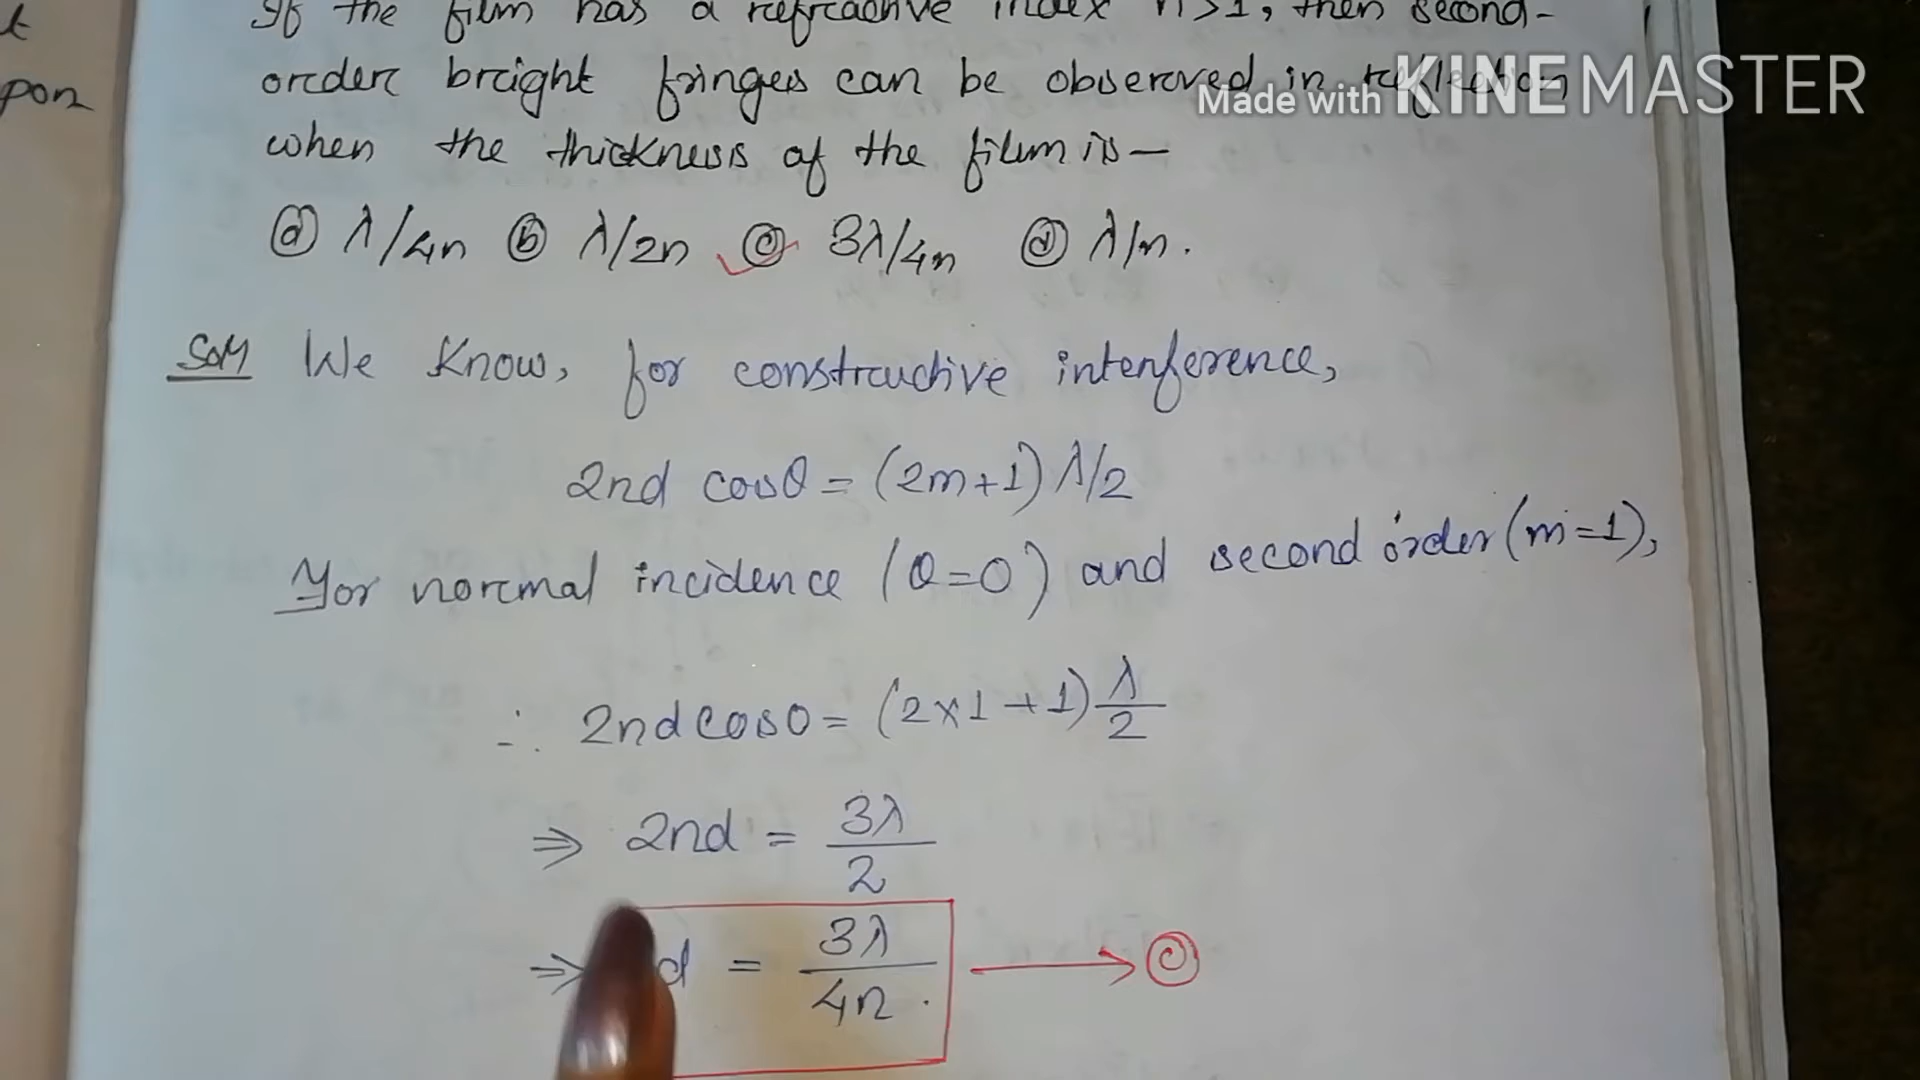 t
pon
If the film has a refractive index n>1, then second-
order bright fringes can be observed in reflection
Made with KINEMASTER
when the thickness of the film is—
ⓐ λ/4n ⓑ λ/2n ⓒ 3λ/4n ⓓ λ/n.
Soln We know, for constructive interference,
2nd cosθ = (2m+1) λ/2
For normal incidence (θ=0) and second order (m=1),
∴ 2nd cos0 = (2×1+1) λ/2
⇒ 2nd = 3λ/2
⇒ d = 3λ/4n. → ⓒ